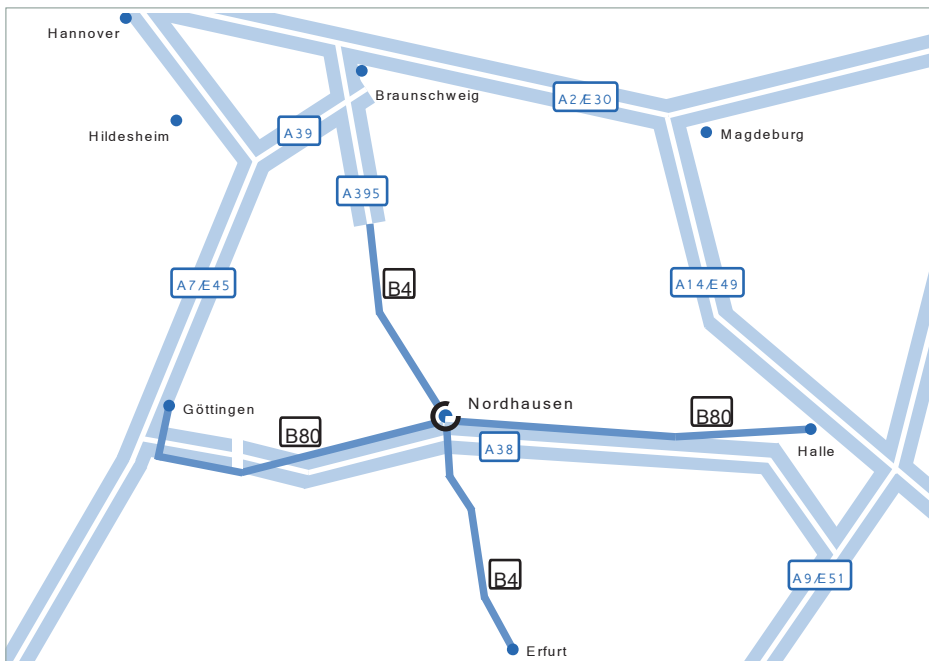 Hannover
Braunschweig
A2/E30
Hildesheim
A39
Magdeburg
A395
A7/E45
B4
A14/E49
Göttingen
Nordhausen
B80
B80
A38
Halle
B4
A9/E51
Erfurt